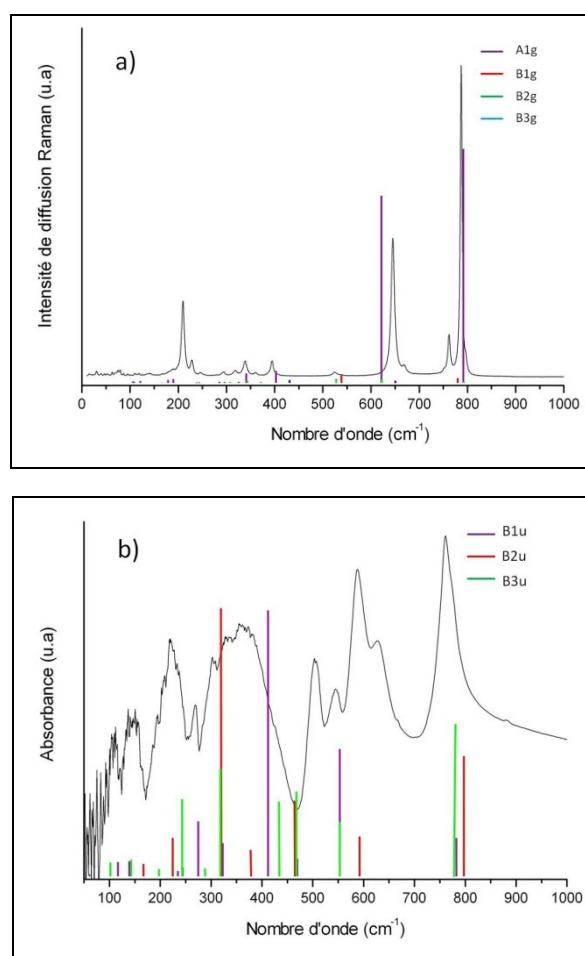 a)
A1g
B1g
B2g
B3g
Intensité de diffusion Raman (u.a)
0 100 200 300 400 500 600 700 800 900 1000
Nombre d'onde (cm-1)
b)
B1u
B2u
B3u
Absorbance (u.a)
100 200 300 400 500 600 700 800 900 1000
Nombre d'onde (cm-1)